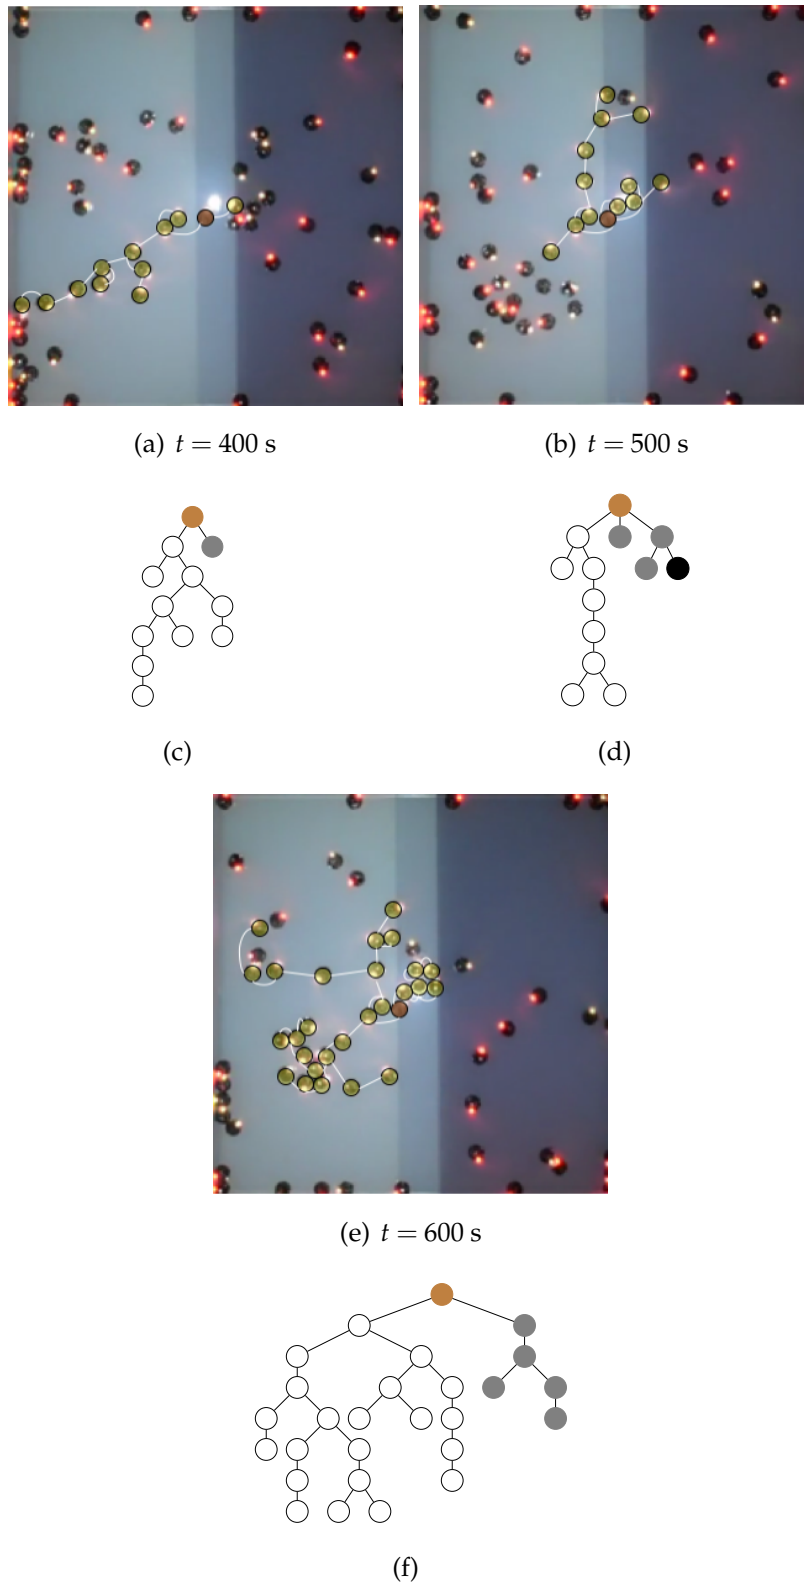 (a) t = 400 s
(b) t = 500 s
(c)
(d)
(e) t = 600 s
(f)